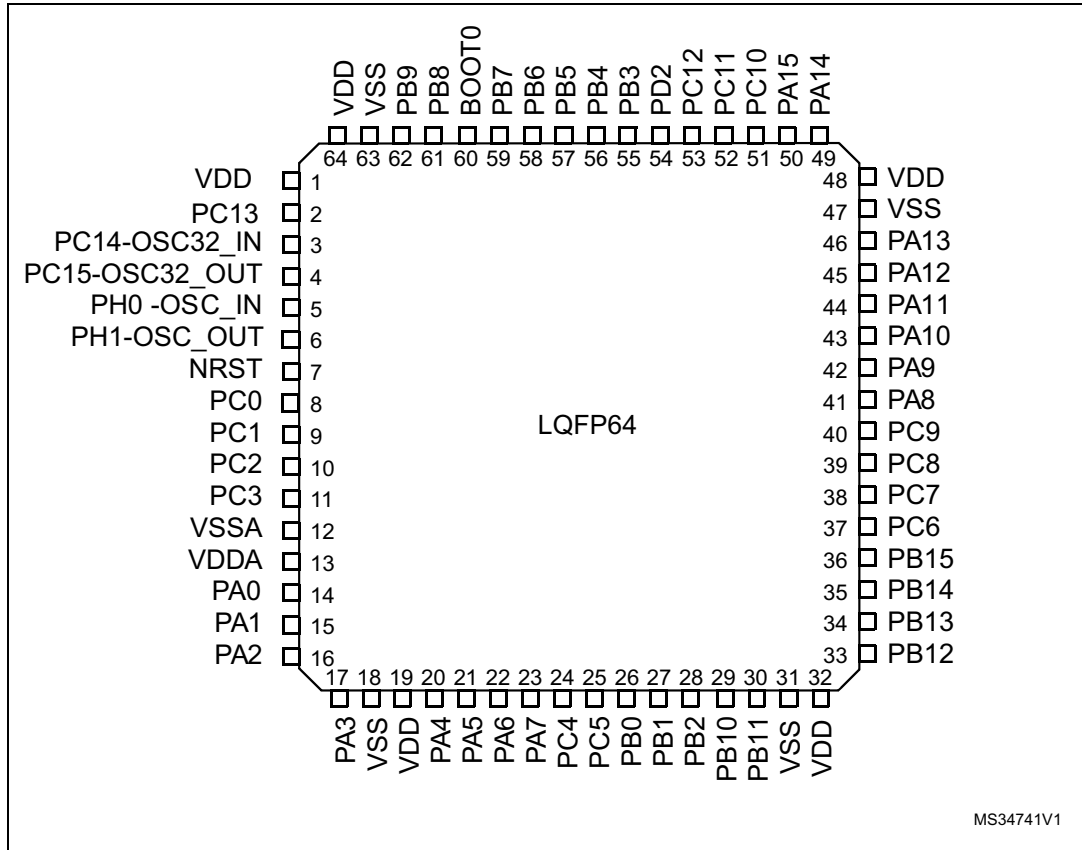 VDD
VSS
PB9
PB8
BOOT0
PB7
PB6
PB5
PB4
PB3
PD2
PC12
PC11
PC10
PA15
PA14
64 63 62 61 60 59 58 57 56 55 54 53 52 51 50 49
VDD 1
PC13 2
PC14-OSC32_IN 3
PC15-OSC32_OUT 4
PH0 -OSC_IN 5
PH1-OSC_OUT 6
NRST 7
PC0 8
PC1 9
PC2 10
PC3 11
VSSA 12
VDDA 13
PA0 14
PA1 15
PA2 16
LQFP64
48 VDD
47 VSS
46 PA13
45 PA12
44 PA11
43 PA10
42 PA9
41 PA8
40 PC9
39 PC8
38 PC7
37 PC6
36 PB15
35 PB14
34 PB13
33 PB12
17 18 19 20 21 22 23 24 25 26 27 28 29 30 31 32
PA3
VSS
VDD
PA4
PA5
PA6
PA7
PC4
PC5
PB0
PB1
PB2
PB10
PB11
VSS
VDD
MS34741V1